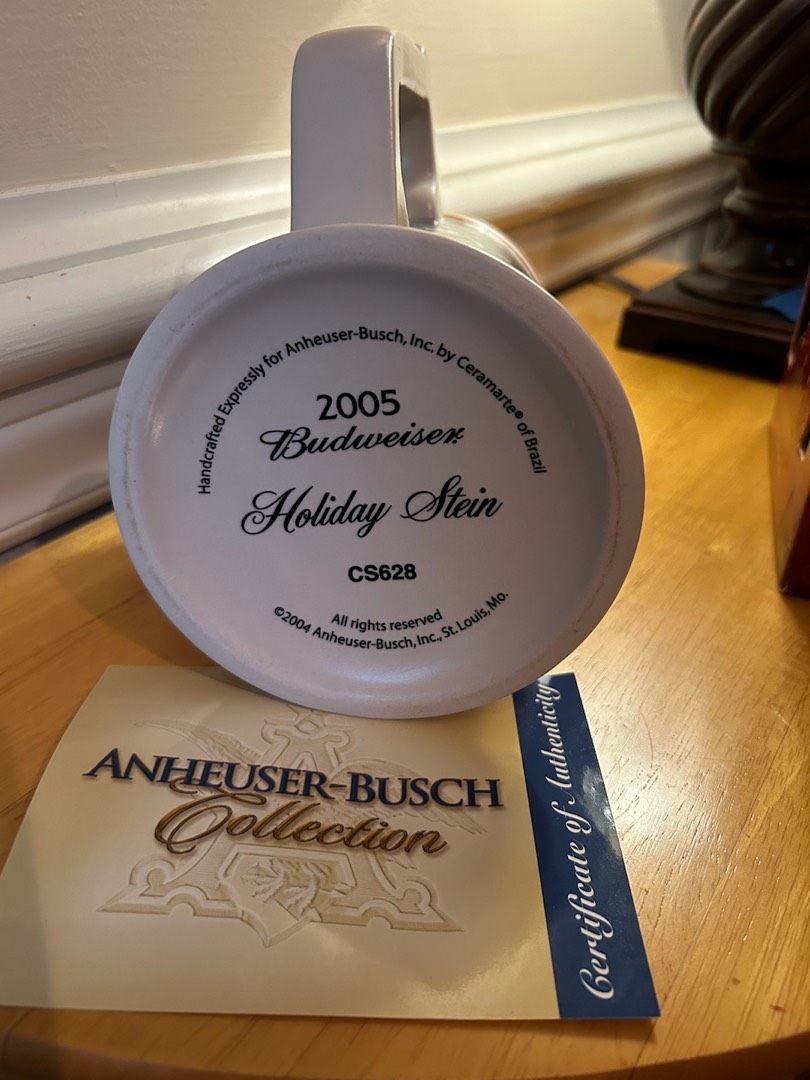 Handcrafted Expressly for Anheuser-Busch, Inc. by Ceramarte® of Brazil
2005
Budweiser
Holiday Stein
CS628
All rights reserved
©2004 Anheuser-Busch, Inc., St. Louis, Mo.
ANHEUSER-BUSCH
Collection
Certificate of Authenticity